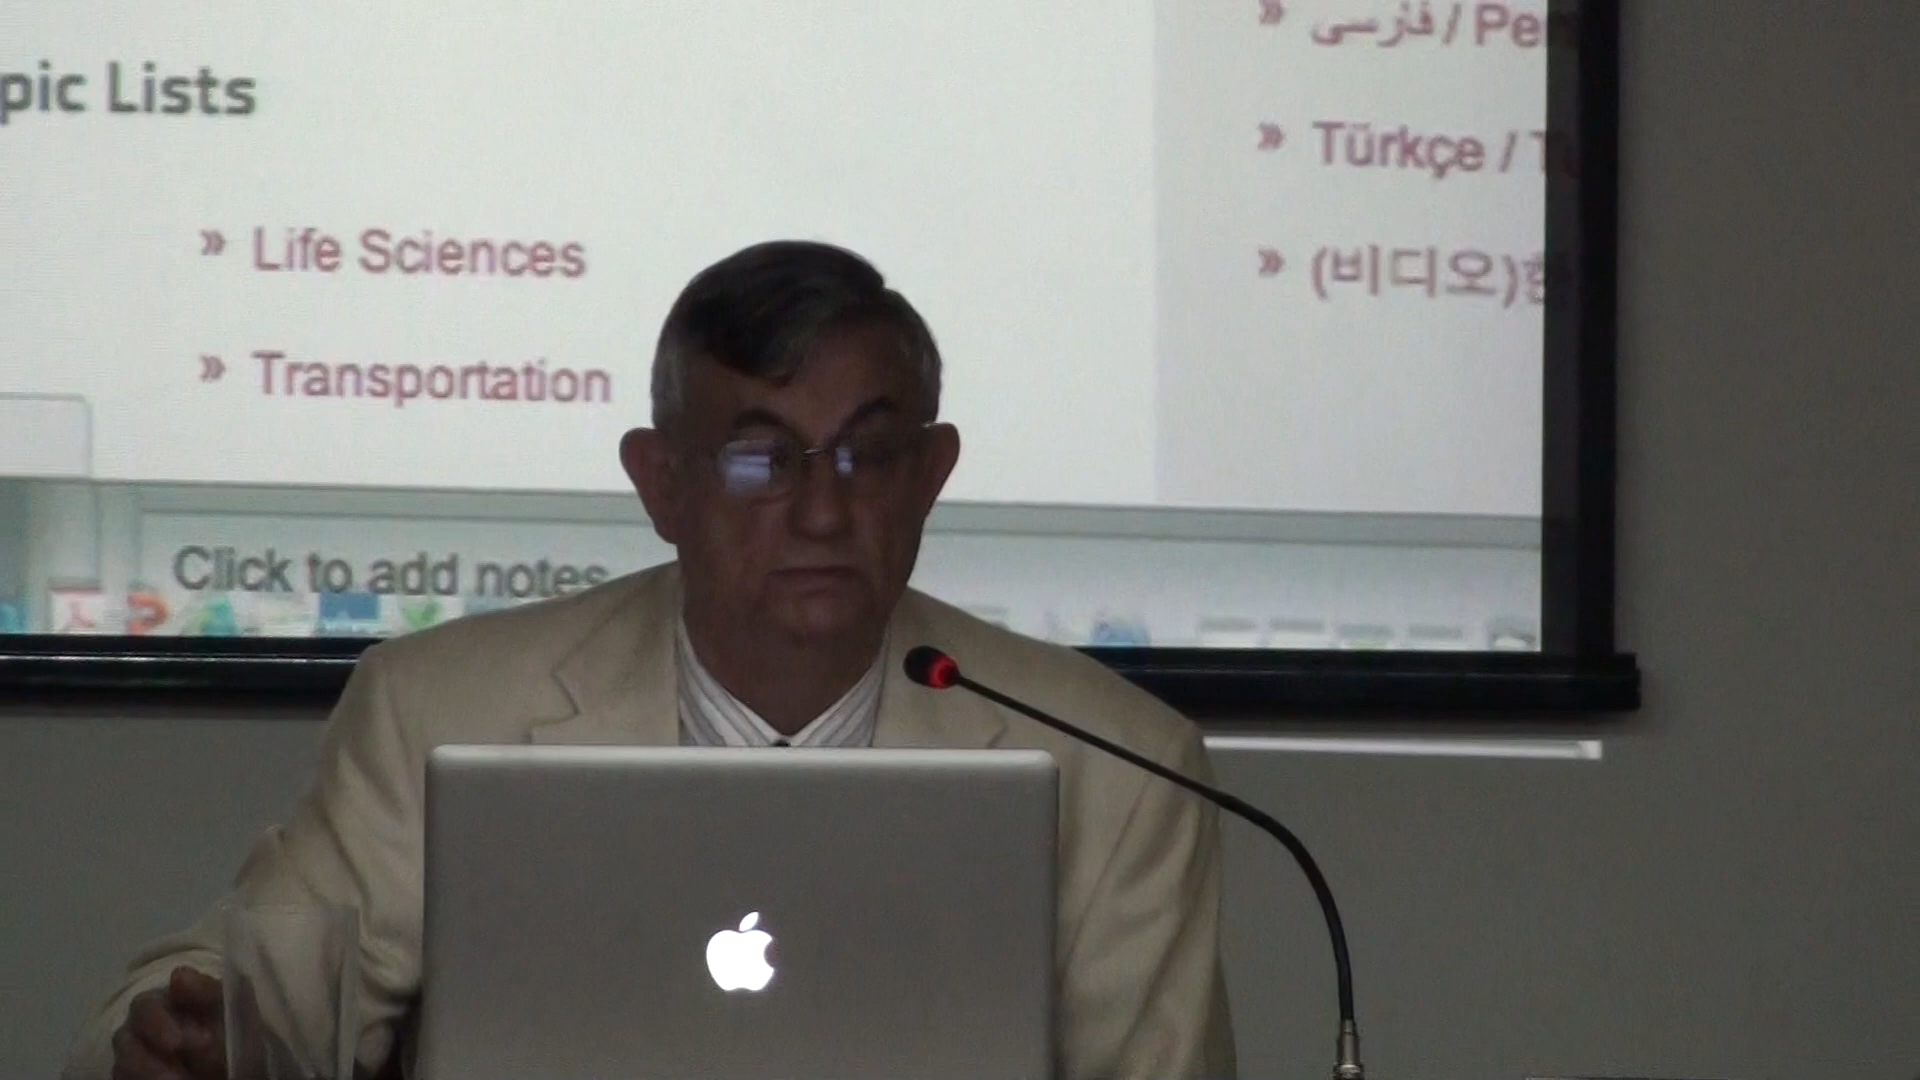 pic Lists
» Life Sciences
» Transportation
» فارسی / Pe
» Türkçe / T
» (비디오)
Click to add notes